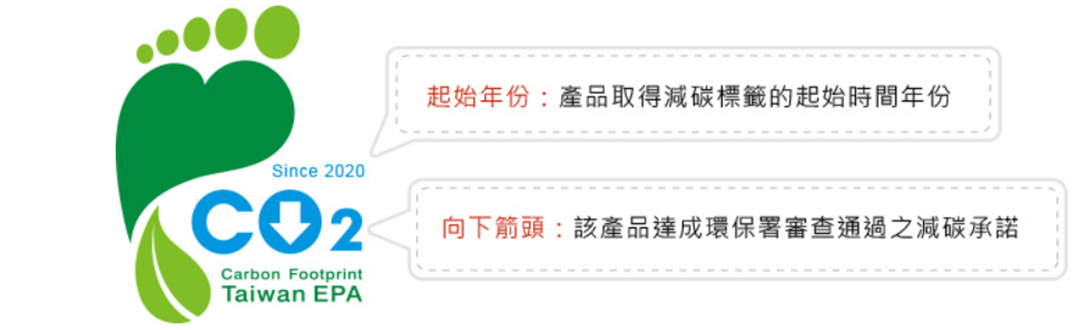 起始年份：產品取得減碳標籤的起始時間年份
Since 2020
CO2
向下箭頭：該產品達成環保署審查通過之減碳承諾
Carbon Footprint
Taiwan EPA